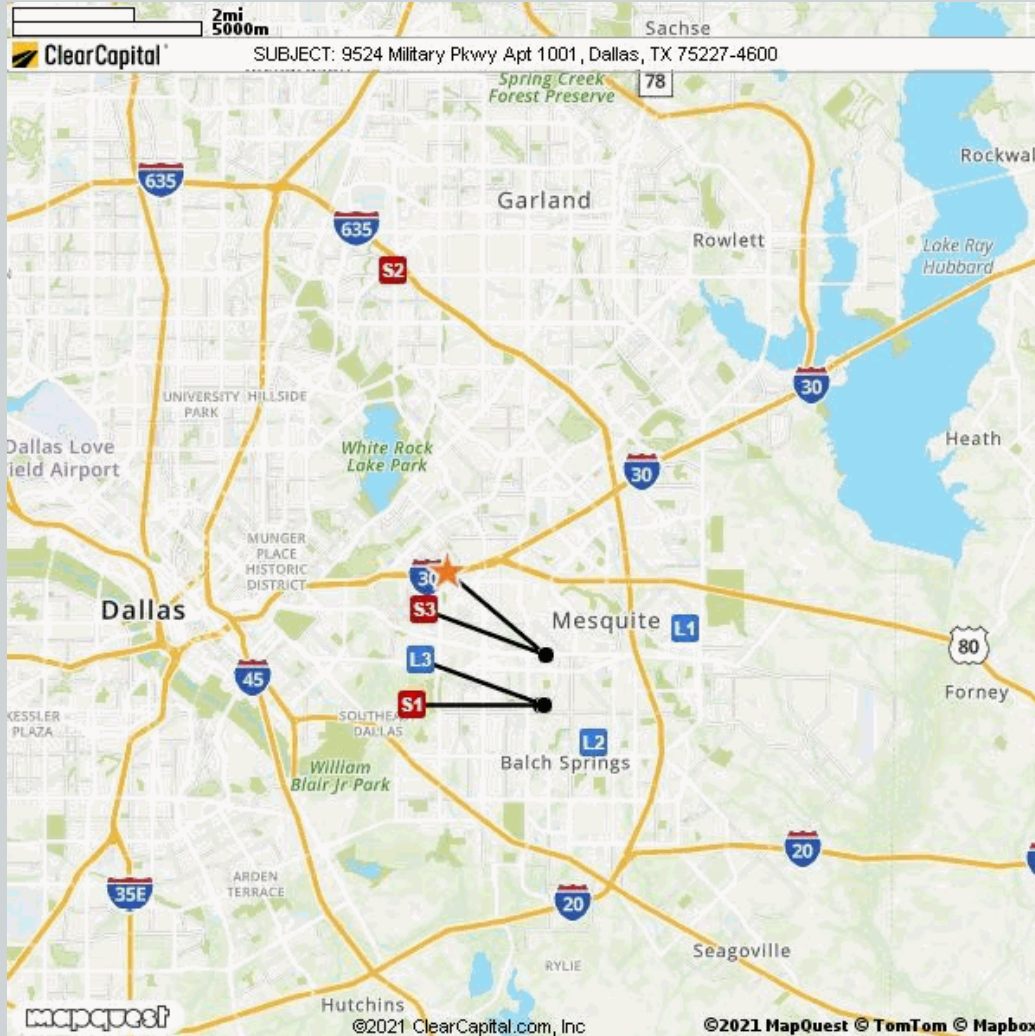 2mi
5000m
ClearCapital
SUBJECT: 9524 Military Pkwy Apt 1001, Dallas, TX 75227-4600
Sachse
Spring Creek
Forest Preserve
78
Rockwal
635
Garland
635
Rowlett
Lake Ray
Hubbard
S2
30
UNIVERSITY
PARK
HILLSIDE
Dallas Love
ield Airport
White Rock
Lake Park
Heath
30
MUNGER
PLACE
HISTORIC
DISTRICT
30
Dallas
S3
Mesquite
L1
L3
80
45
Forney
KESSLER
PLAZA
S1
SOUTHEA
DALLAS
L2
Balch Springs
William
Blair Jr Park
20
35E
ARDEN
TERRACE
20
Seagoville
RYLIE
Hutchins
mapquest
©2021 ClearCapital.com, Inc
©2021 MapQuest © TomTom © Mapbo